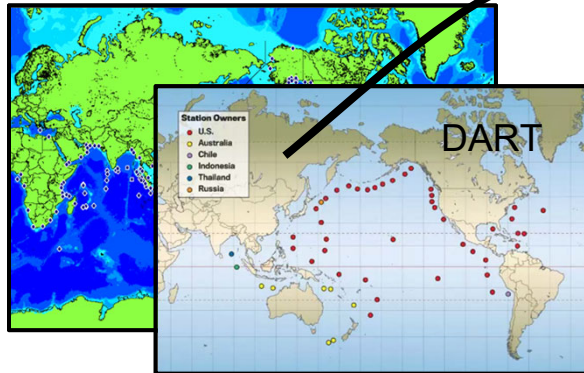 Station Owners
U.S.
Australia
Chile
Indonesia
Thailand
Russia
DART